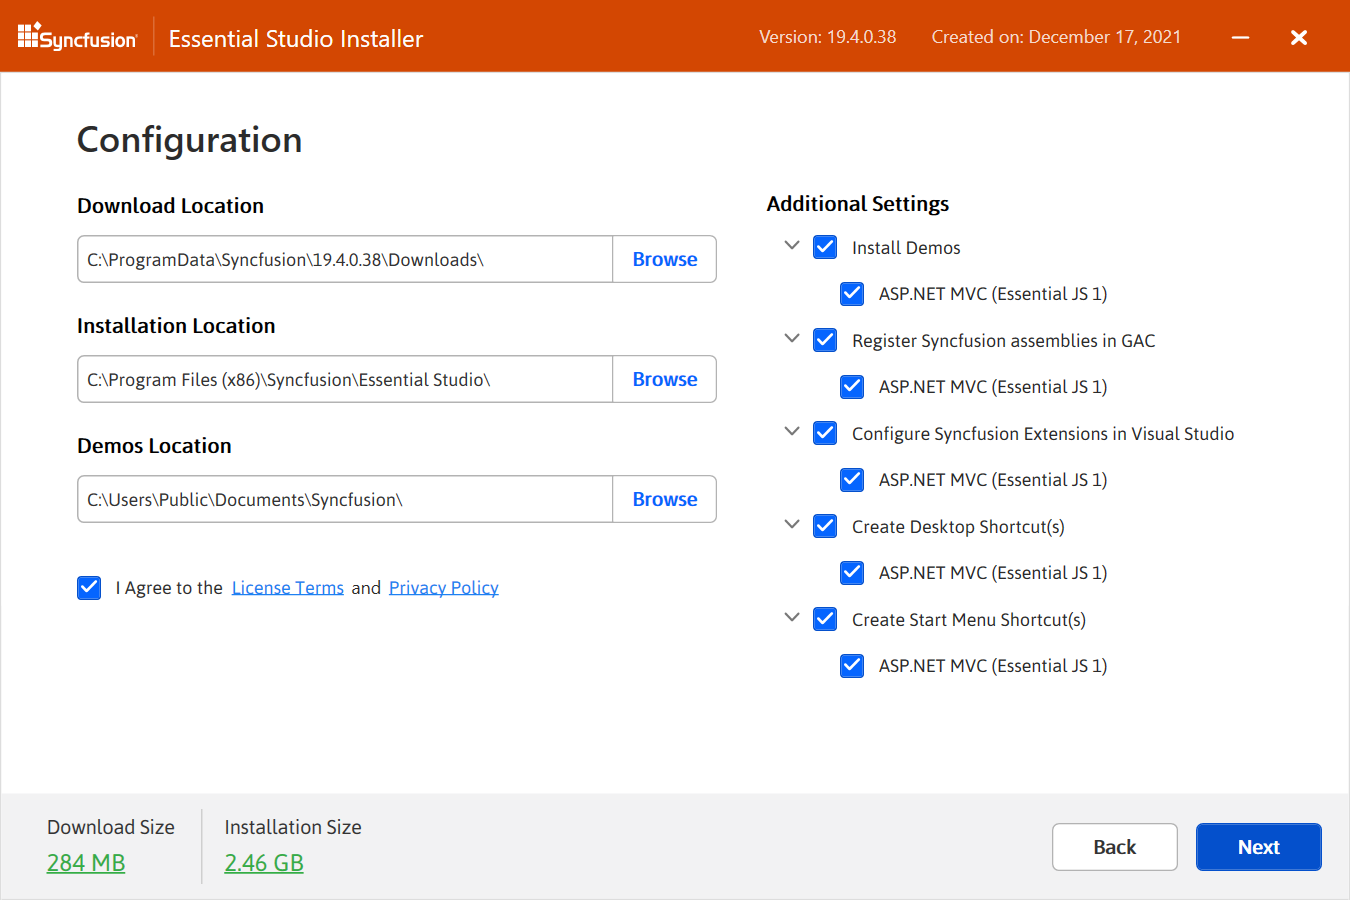 Syncfusion
Essential Studio Installer
Version: 19.4.0.38
Created on: December 17, 2021
Configuration
Download Location
C:\ProgramData\Syncfusion\19.4.0.38\Downloads\
Browse
Installation Location
C:\Program Files (x86)\Syncfusion\Essential Studio\
Browse
Demos Location
C:\Users\Public\Documents\Syncfusion\
Browse
I Agree to the License Terms and Privacy Policy
Additional Settings
Install Demos
ASP.NET MVC (Essential JS 1)
Register Syncfusion assemblies in GAC
ASP.NET MVC (Essential JS 1)
Configure Syncfusion Extensions in Visual Studio
ASP.NET MVC (Essential JS 1)
Create Desktop Shortcut(s)
ASP.NET MVC (Essential JS 1)
Create Start Menu Shortcut(s)
ASP.NET MVC (Essential JS 1)
Download Size
284 MB
Installation Size
2.46 GB
Back
Next